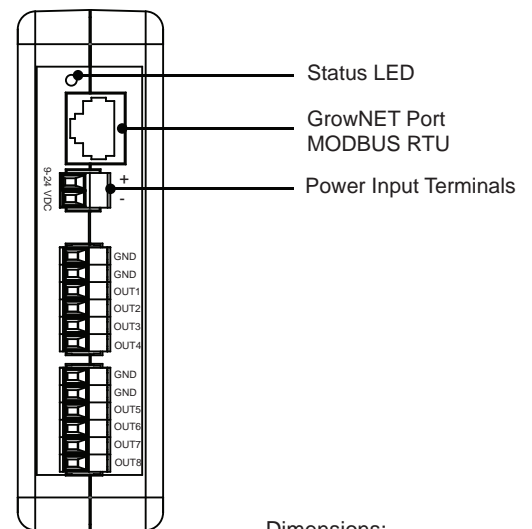 Status LED
GrowNET Port
MODBUS RTU
Power Input Terminals
9-24 VDC
+
-
GND
GND
OUT1
OUT2
OUT3
OUT4
GND
GND
OUT5
OUT6
OUT7
OUT8
Dimensions: